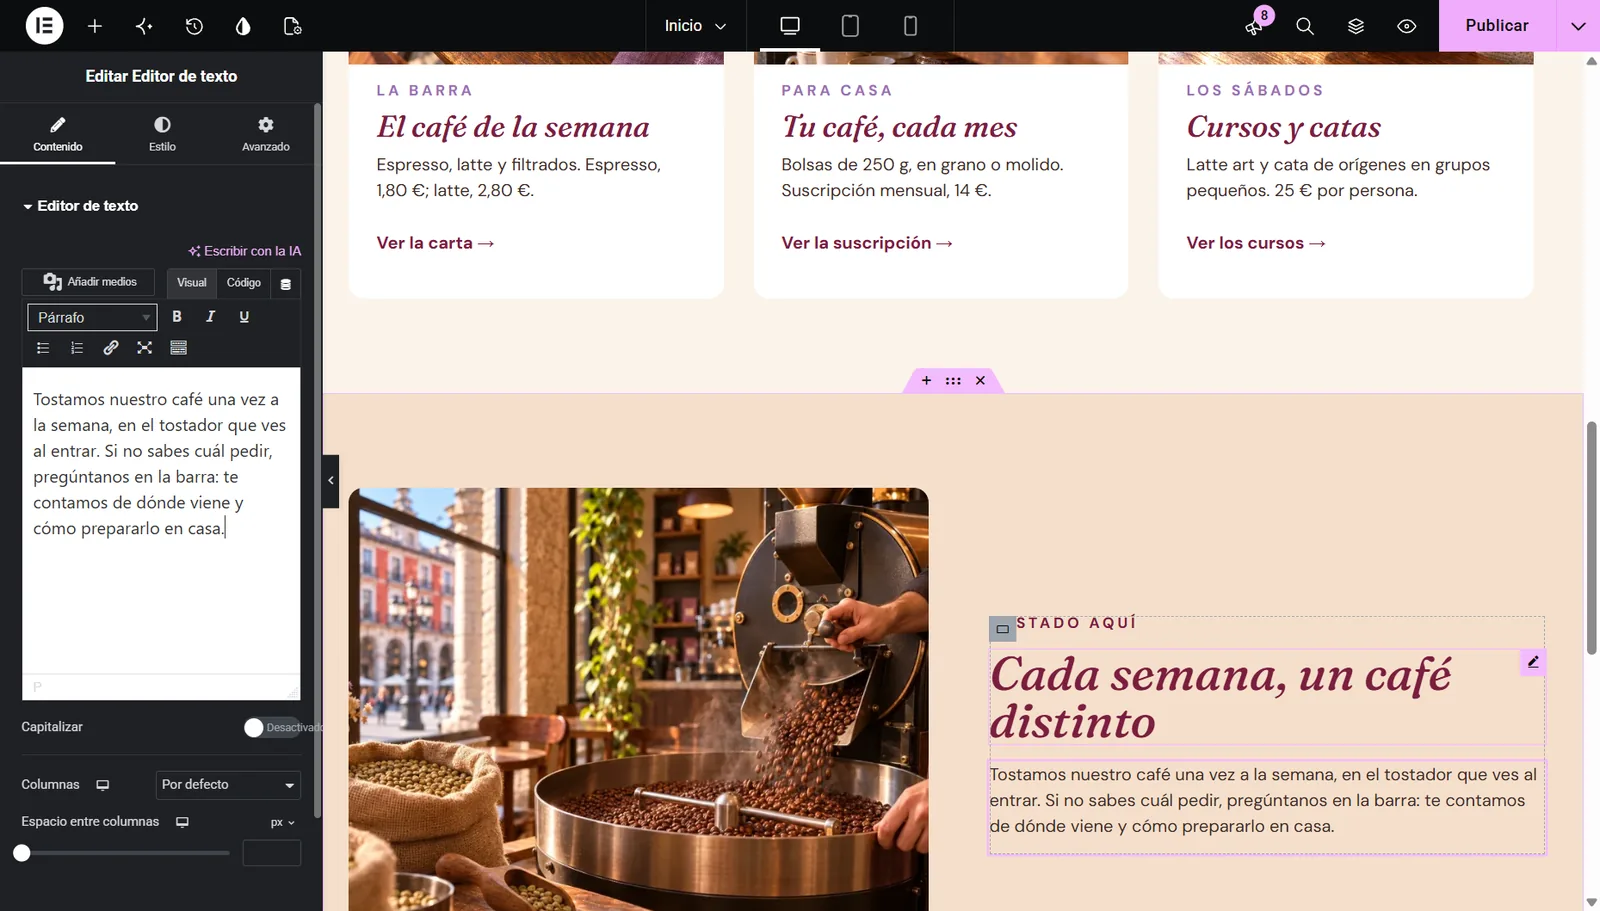 Inicio
8
Publicar
Editar Editor de texto
Contenido
Estilo
Avanzado
Editor de texto
Escribir con la IA
Añadir medios
Visual
Código
Párrafo
B I U
Tostamos nuestro café una vez a
la semana, en el tostador que ves
al entrar. Si no sabes cuál pedir,
pregúntanos en la barra: te
contamos de dónde viene y
cómo prepararlo en casa.
P
Capitalizar
Desactivado
Columnas
Por defecto
Espacio entre columnas
px
LA BARRA
El café de la semana
Espresso, latte y filtrados. Espresso,
1,80 €; latte, 2,80 €.
Ver la carta →
PARA CASA
Tu café, cada mes
Bolsas de 250 g, en grano o molido.
Suscripción mensual, 14 €.
Ver la suscripción →
LOS SÁBADOS
Cursos y catas
Latte art y cata de orígenes en grupos
pequeños. 25 € por persona.
Ver los cursos →
STADO AQUÍ
Cada semana, un café
distinto
Tostamos nuestro café una vez a la semana, en el tostador que ves al
entrar. Si no sabes cuál pedir, pregúntanos en la barra: te contamos
de dónde viene y cómo prepararlo en casa.